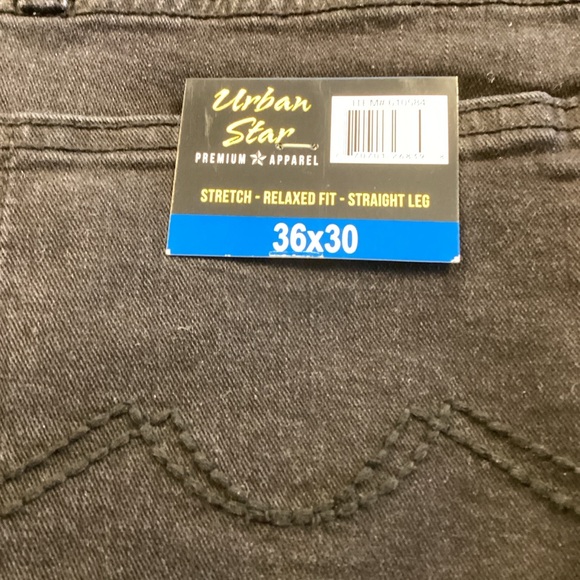 Urban
Star
PREMIUM APPAREL
STRETCH - RELAXED FIT - STRAIGHT LEG
36x30